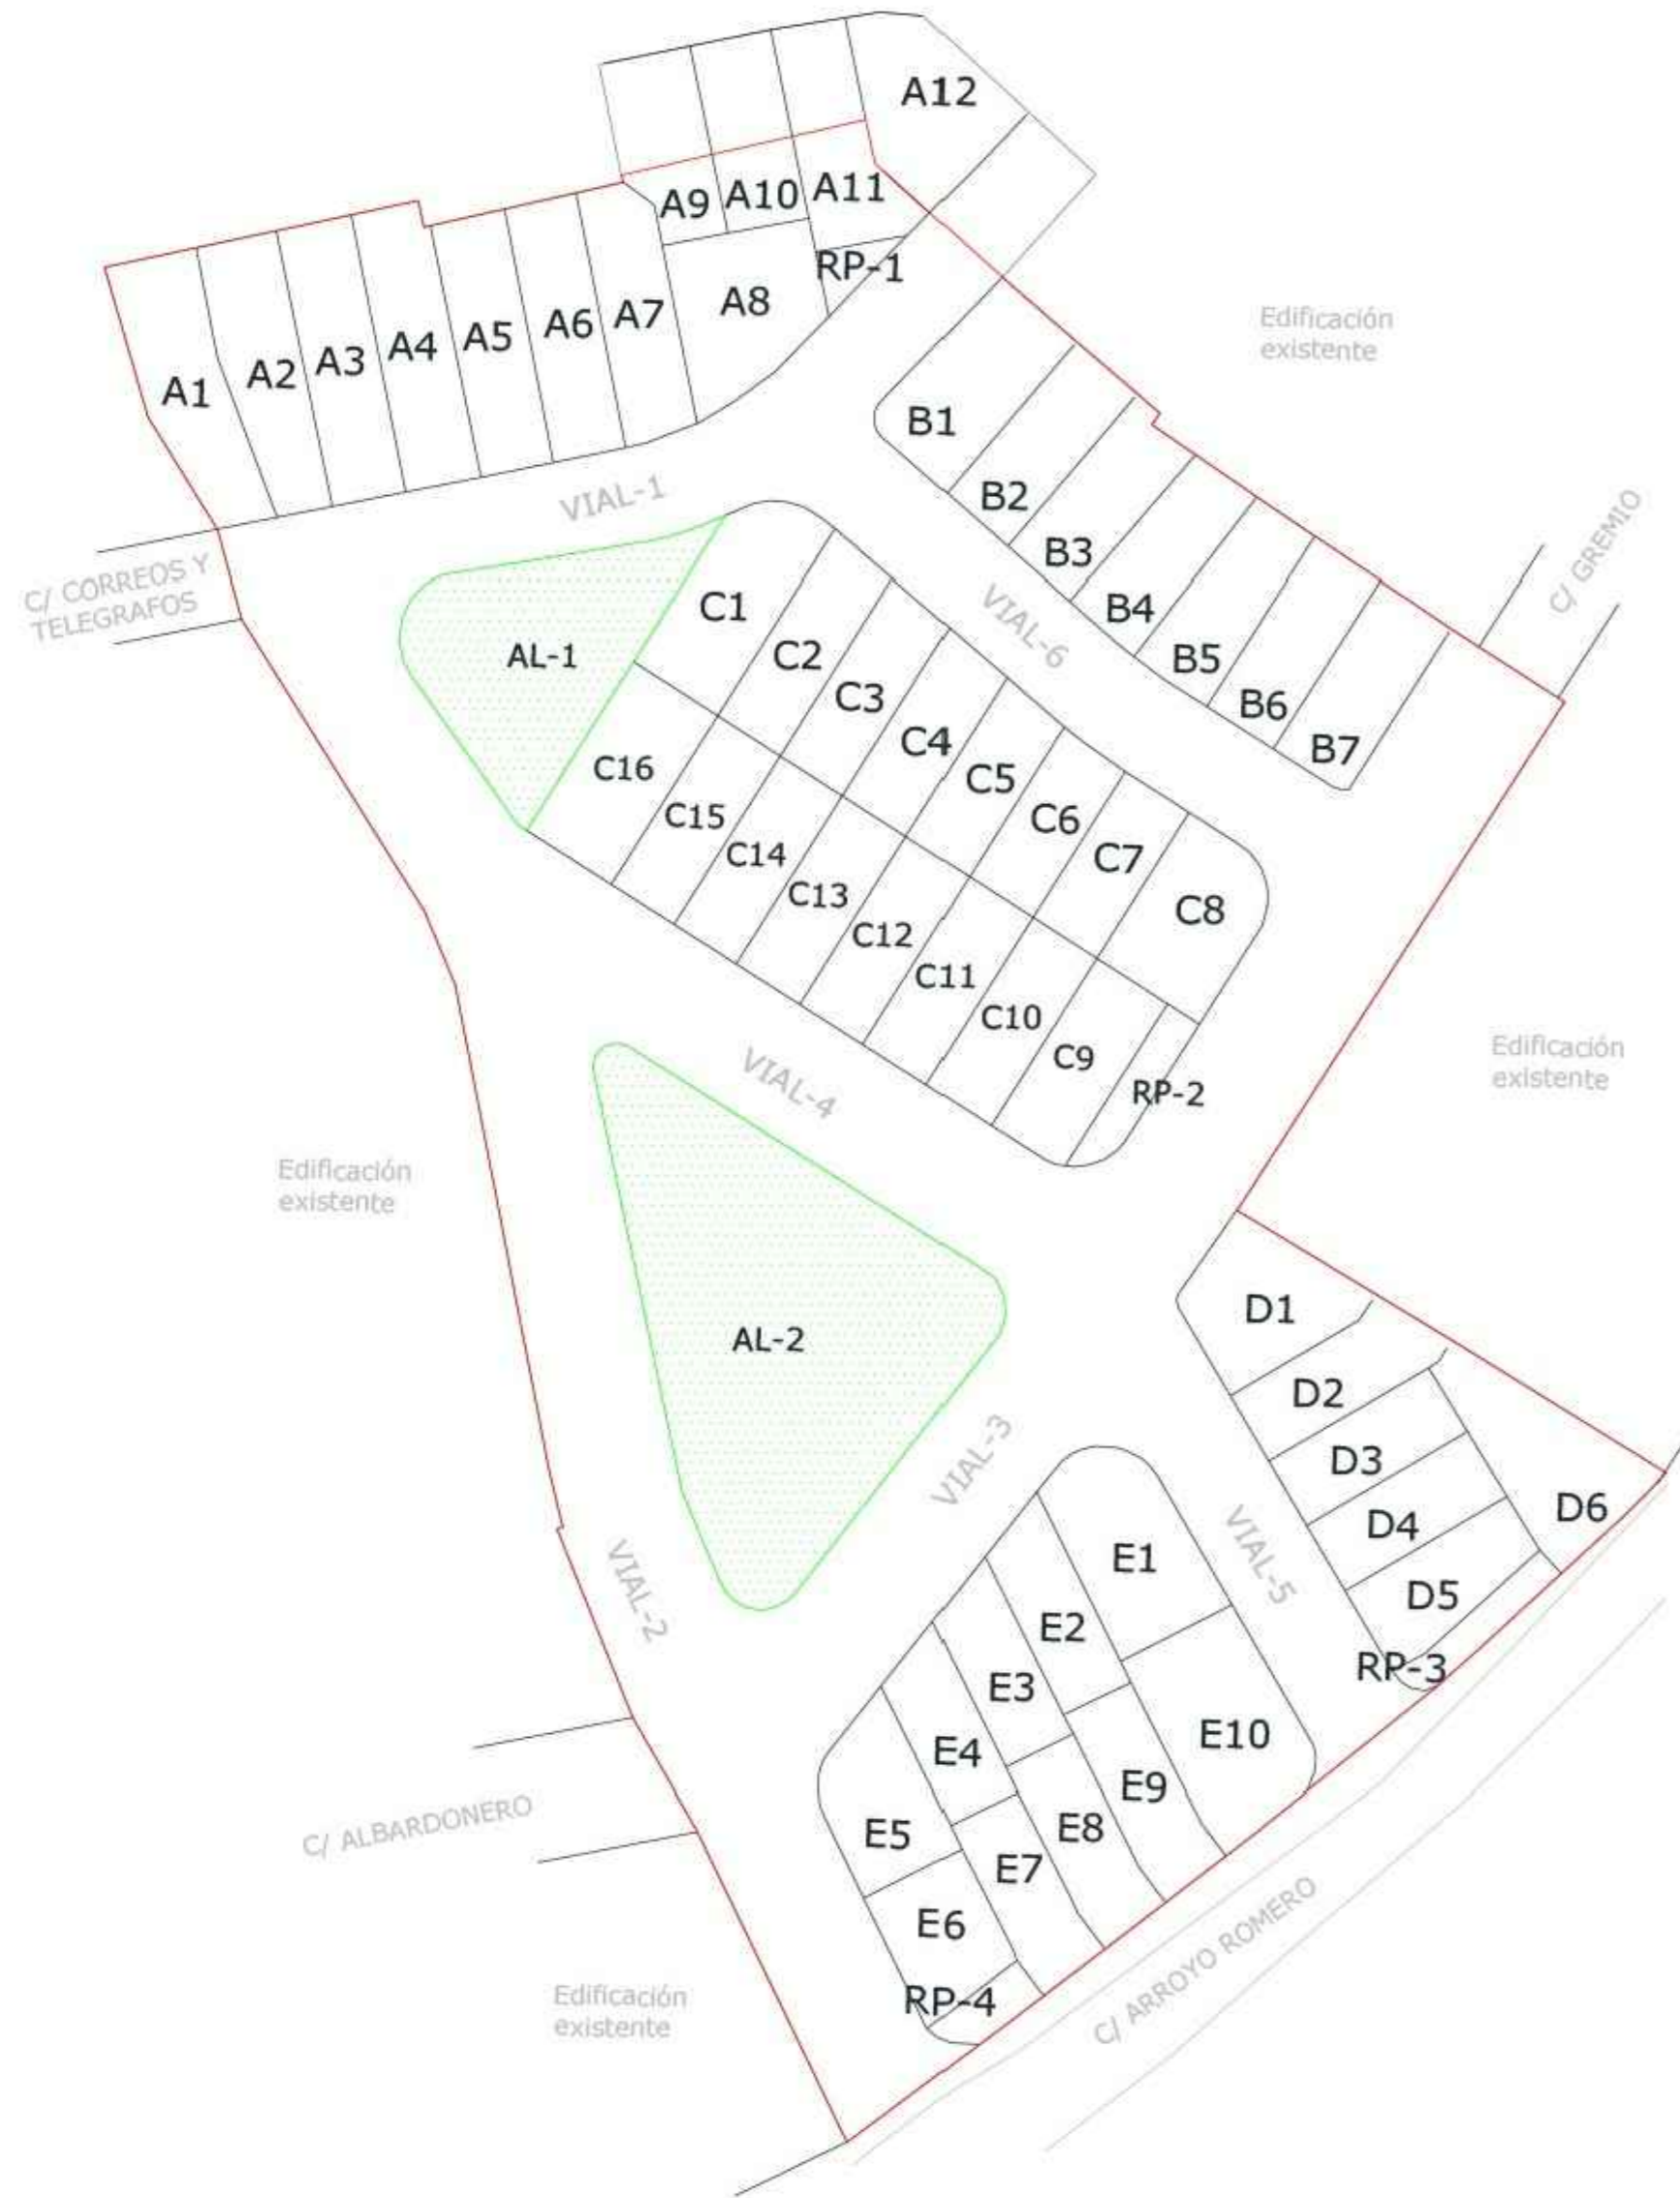 A12
A9
A10
A11
RP-1
A1
A2
A3
A4
A5
A6
A7
A8
Edificación
existente
B1
B2
B3
B4
B5
B6
B7
VIAL-1
C/ CORREOS Y
TELEGRAFOS
C/ GREMIO
VIAL-6
AL-1
C1
C2
C3
C4
C5
C6
C7
C8
C16
C15
C14
C13
C12
C11
C10
C9
RP-2
VIAL-4
Edificación
existente
Edificación
existente
AL-2
D1
D2
D3
D4
D5
D6
RP-3
VIAL-3
VIAL-5
VIAL-2
E1
E2
E3
E4
E5
E10
E9
E8
E7
E6
RP-4
C/ ALBARDONERO
C/ ARROYO ROMERO
Edificación
existente